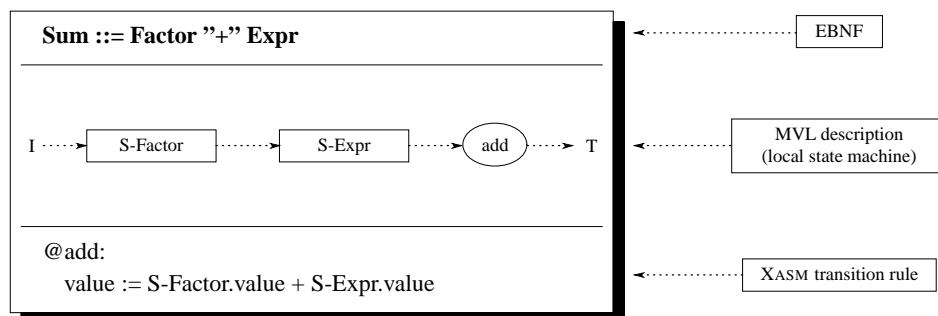 Sum ::= Factor ”+” Expr
EBNF
I
S-Factor
S-Expr
add
T
MVL description
(local state machine)
@add:
value := S-Factor.value + S-Expr.value
XASM transition rule